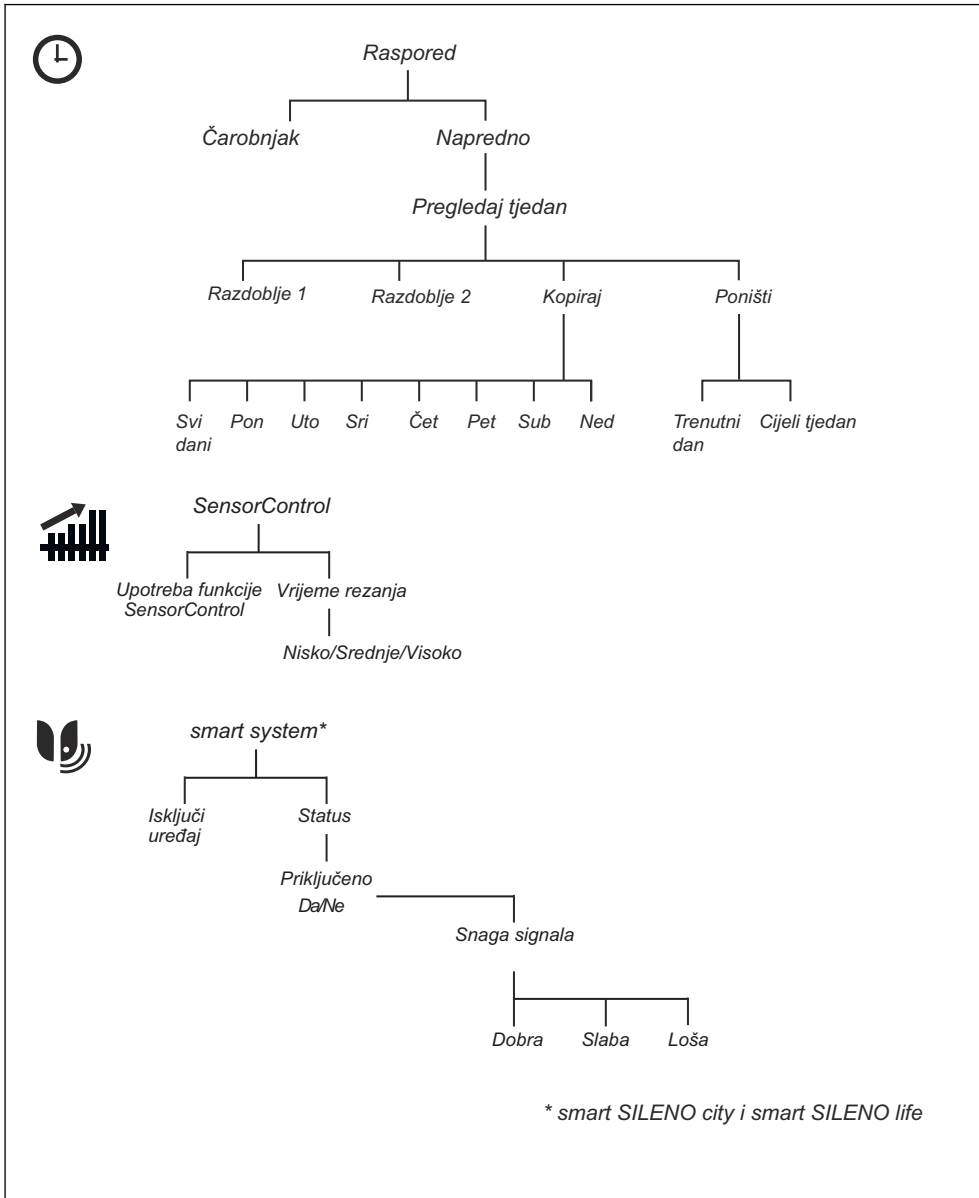 Raspored
Čarobnjak Napredno
Pregledaj tjedan
Razdoblje 1 Razdoblje 2 Kopiraj Poništi
Svi dani Pon Uto Sri Čet Pet Sub Ned Trenutni dan Cijeli tjedan
SensorControl
Upotreba funkcije SensorControl Vrijeme rezanja
Nisko/Srednje/Visoko
smart system*
Isključi uređaj Status
Priključeno
Da/Ne
Snaga signala
Dobra Slaba Loša
* smart SILENO city i smart SILENO life